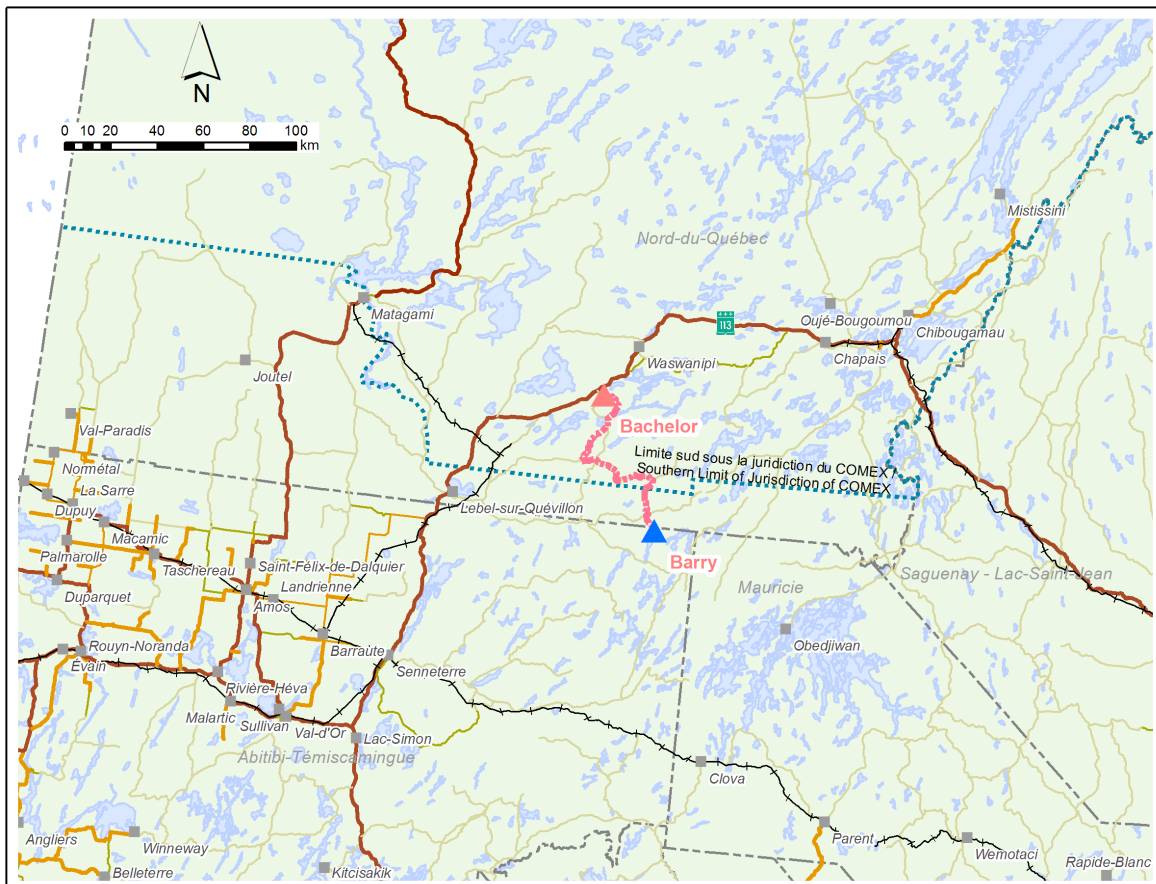 N
0 10 20 40 60 80 100
km
Mistissini
Nord-du-Québec
Matagami
113
Oujé-Bougoumou
Chibougamau
Chapais
Waswanipi
Joutel
Bachelor
Val-Paradis
Limite sud sous la juridiction du COMEX /
Southern Limit of Jurisdiction of COMEX
Normétal
La Sarre
Lebel-sur-Quévillon
Dupuy
Macamic
Palmarolle
Taschereau
Saint-Félix-de-Dalquier
Barry
Saguenay - Lac-Saint-Jean
Landrienne
Mauricie
Duparquet
Amos
Rouyn-Noranda
Barraute
Obedjiwan
Évain
Senneterre
Rivière-Héva
Malartic
Sullivan
Val-d'Or
Lac-Simon
Abitibi-Témiscamingue
Clova
Angliers
Winneway
Parent
Wemotaci
Rapide-Blanc
Belleterre
Kitcisakik